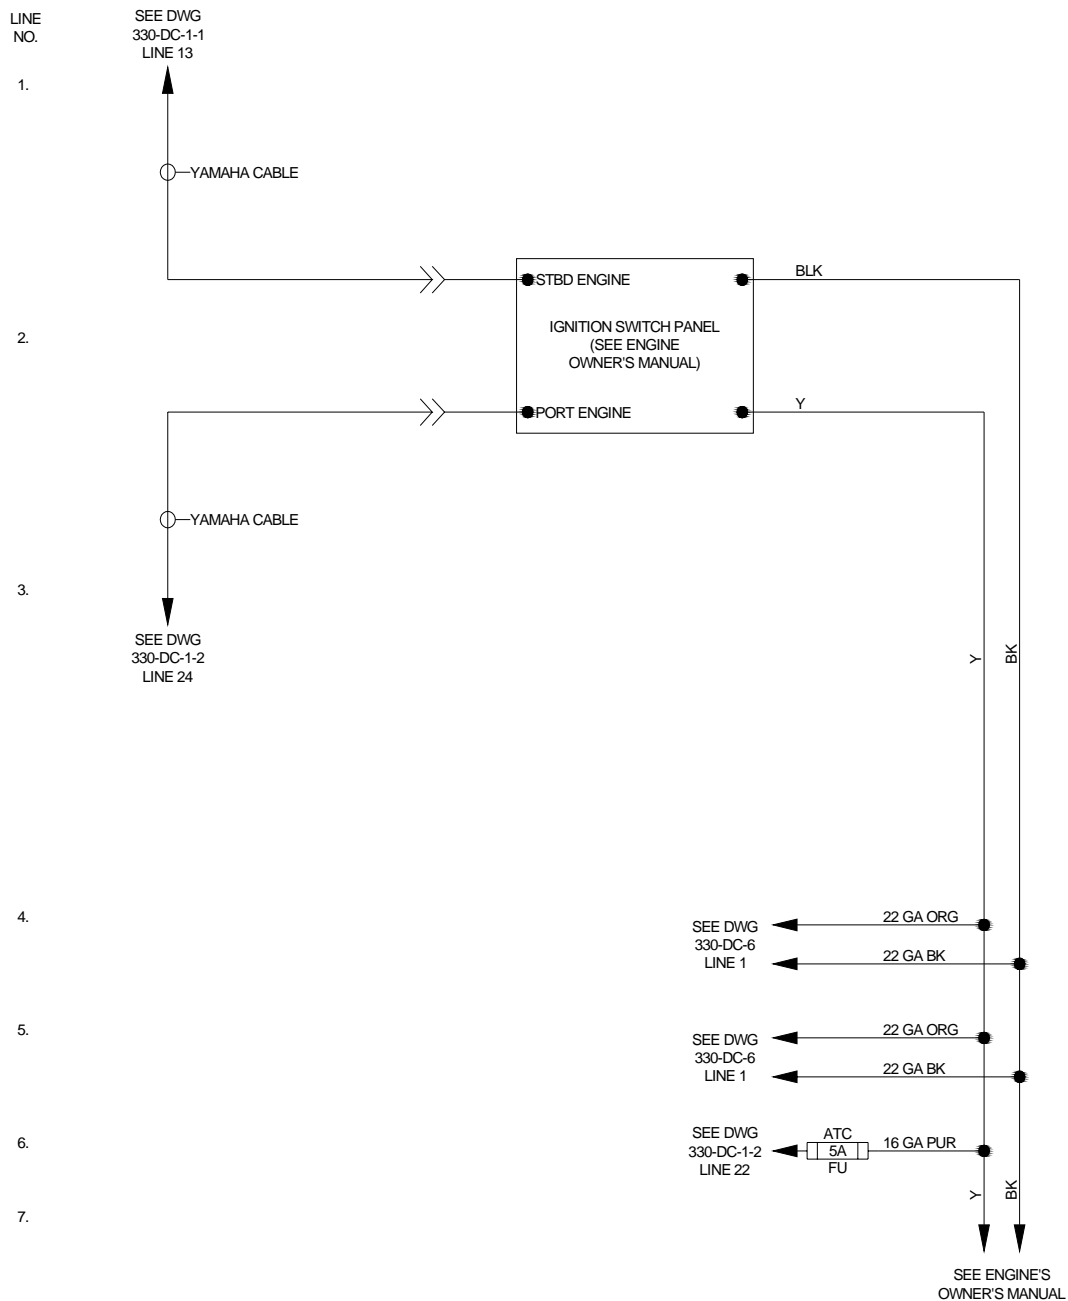 LINE
NO.
SEE DWG
330-DC-1-1
LINE 13
1.
YAMAHA CABLE
STBD ENGINE
BLK
IGNITION SWITCH PANEL
(SEE ENGINE
OWNER'S MANUAL)
2.
PORT ENGINE
Y
YAMAHA CABLE
3.
SEE DWG
330-DC-1-2
LINE 24
Y
BK
4.
SEE DWG
330-DC-6
LINE 1
22 GA ORG
22 GA BK
5.
SEE DWG
330-DC-6
LINE 1
22 GA ORG
22 GA BK
6.
SEE DWG
330-DC-1-2
LINE 22
ATC
5A
FU
16 GA PUR
Y
BK
7.
SEE ENGINE'S
OWNER'S MANUAL